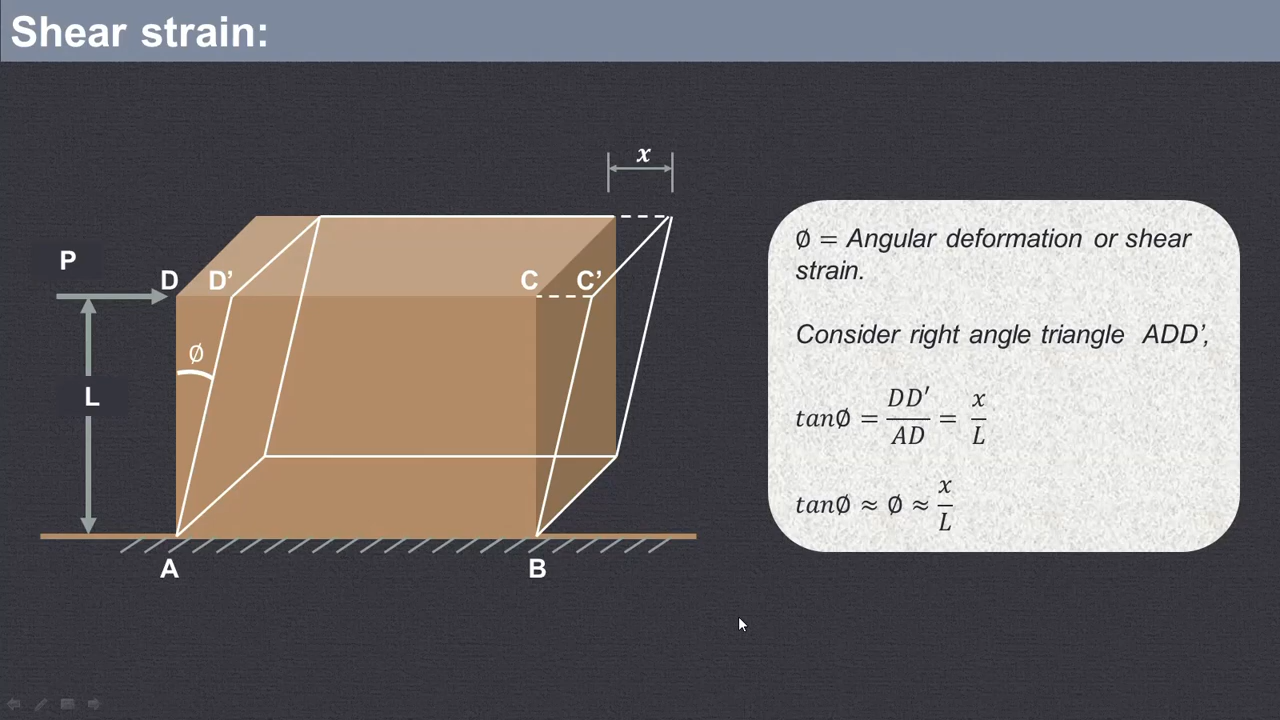 Shear strain:
x
P
D D’ C C’
∅
L
A B
∅ = Angular deformation or shear
strain.
Consider right angle triangle ADD’,
tan∅ = DD′/AD = x/L
tan∅ ≈ ∅ ≈ x/L